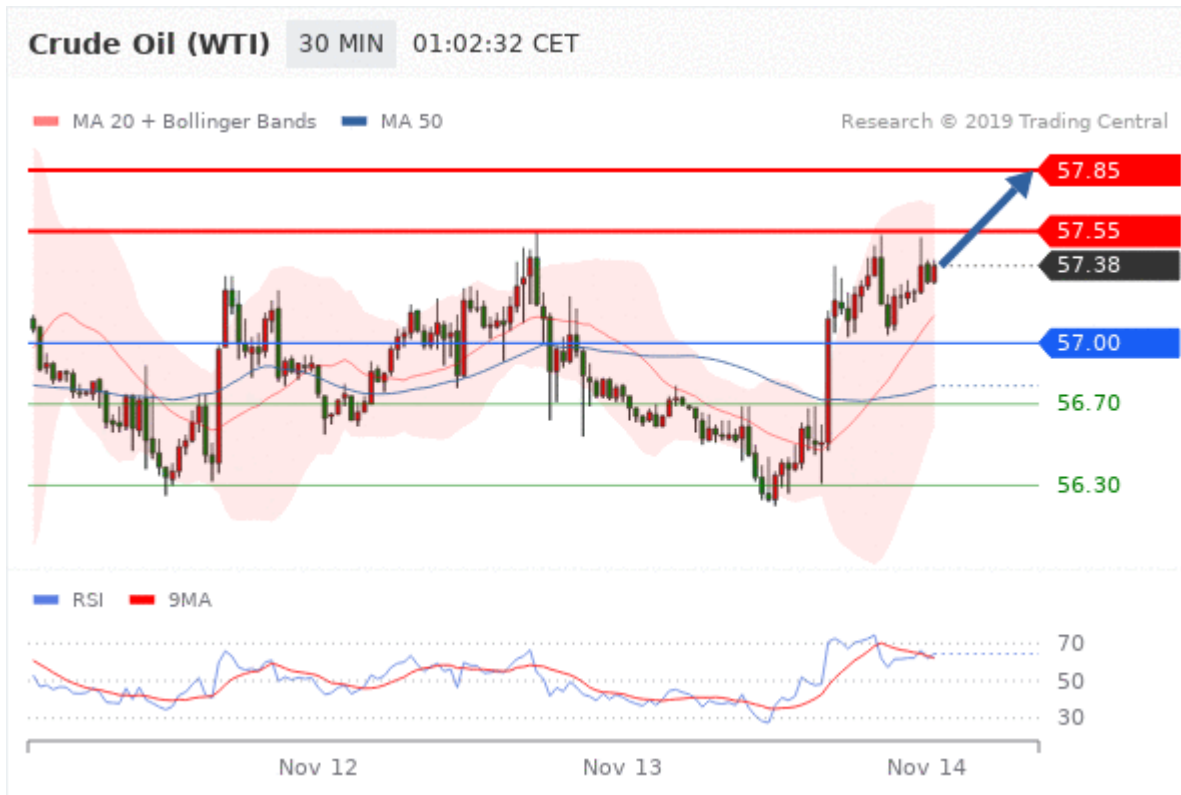 Crude Oil (WTI) 30 MIN 01:02:32 CET
MA 20 + Bollinger Bands MA 50 Research © 2019 Trading Central
57.85
57.55
57.38
57.00
56.70
56.30
RSI 9MA
70
50
30
Nov 12 Nov 13 Nov 14